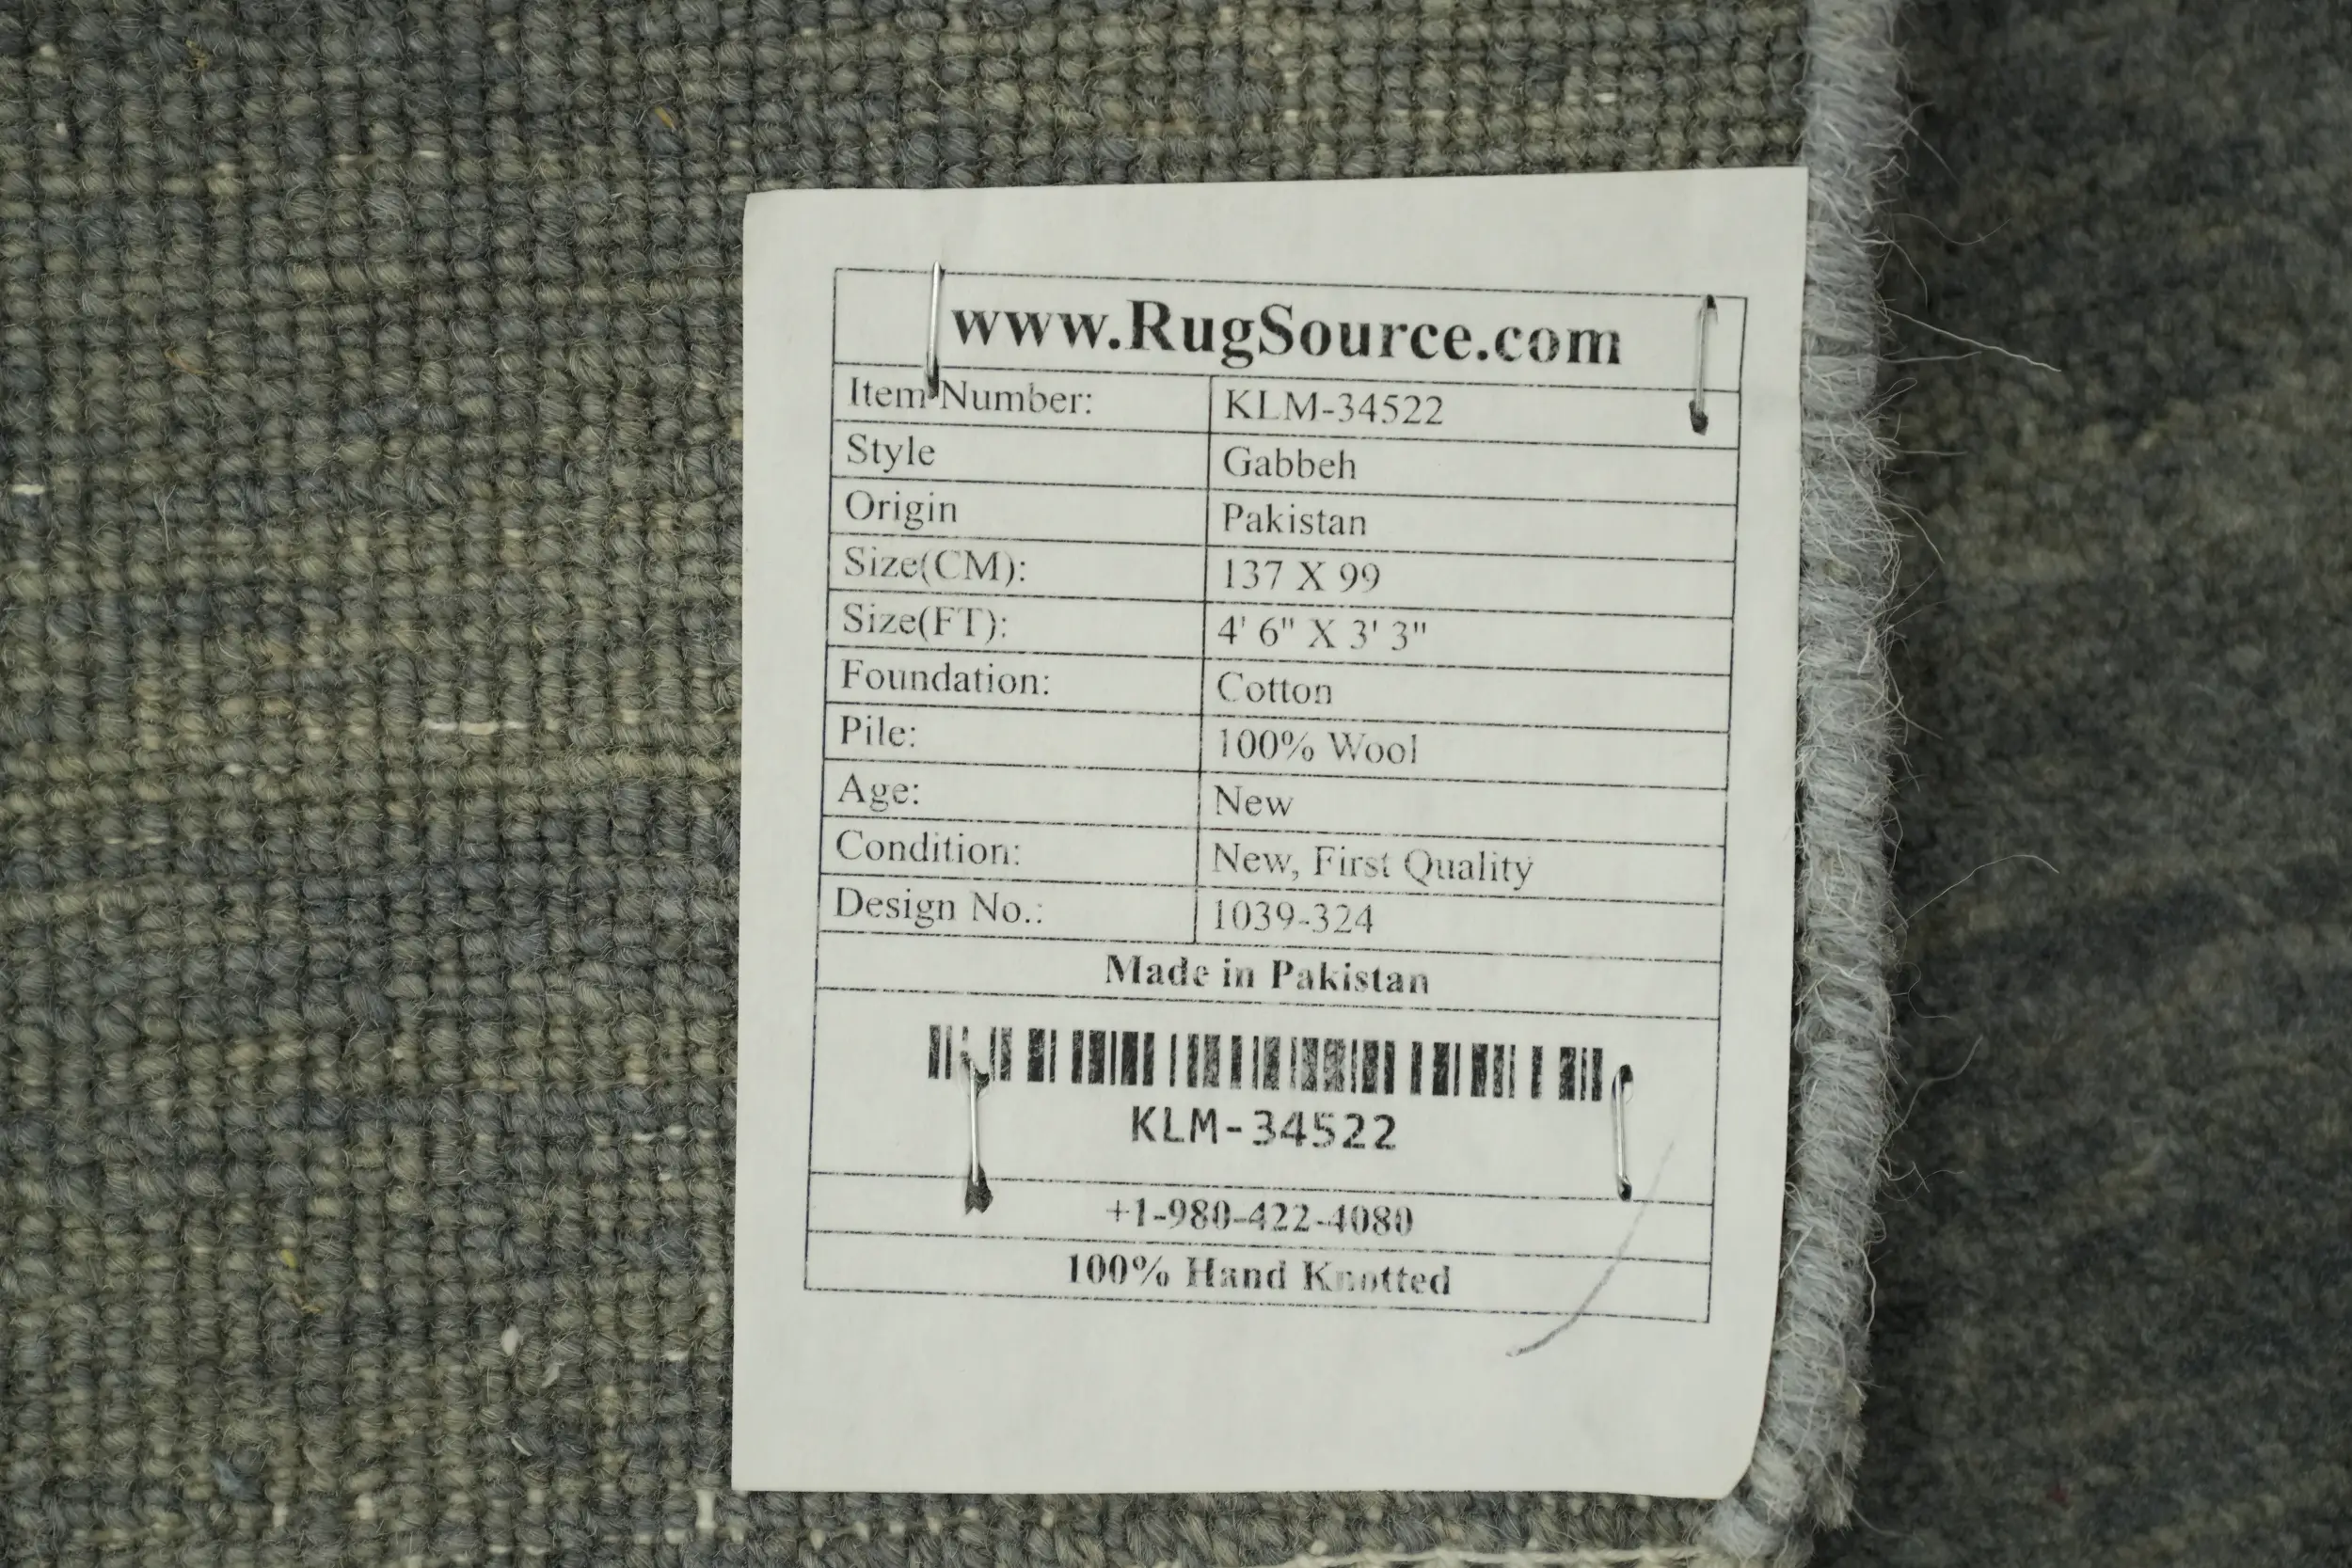 www.RugSource.com
Item Number: KLM-34522
Style Gabbeh
Origin Pakistan
Size(CM): 137 X 99
Size(FT): 4' 6" X 3' 3"
Foundation: Cotton
Pile: 100% Wool
Age: New
Condition: New, First Quality
Design No.: 1039-324
Made in Pakistan
KLM-34522
+1-980-422-4080
100% Hand Knotted